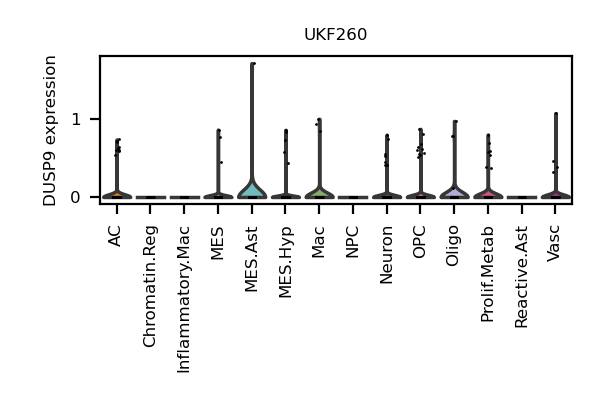 UKF260
DUSP9 expression
1
0
AC
Chromatin.Reg
Inflammatory.Mac
MES
MES.Ast
MES.Hyp
Mac
NPC
Neuron
OPC
Oligo
Prolif.Metab
Reactive.Ast
Vasc